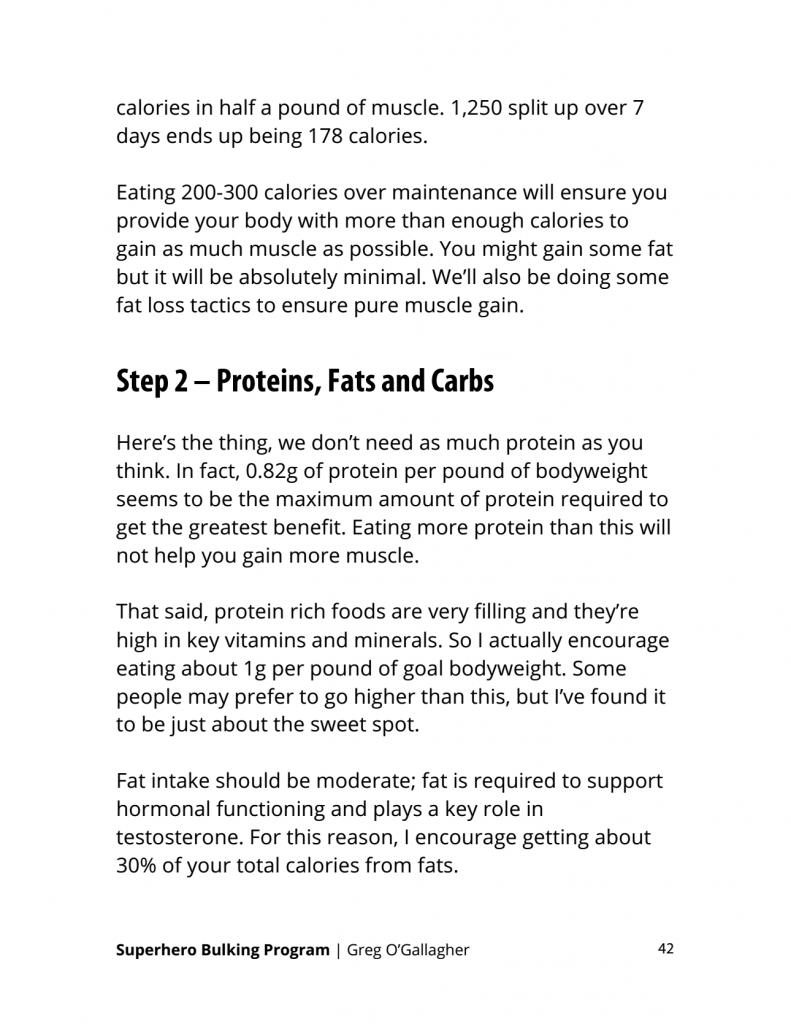 calories in half a pound of muscle. 1,250 split up over 7
days ends up being 178 calories.
Eating 200-300 calories over maintenance will ensure you
provide your body with more than enough calories to
gain as much muscle as possible. You might gain some fat
but it will be absolutely minimal. We’ll also be doing some
fat loss tactics to ensure pure muscle gain.
Step 2 – Proteins, Fats and Carbs
Here’s the thing, we don’t need as much protein as you
think. In fact, 0.82g of protein per pound of bodyweight
seems to be the maximum amount of protein required to
get the greatest benefit. Eating more protein than this will
not help you gain more muscle.
That said, protein rich foods are very filling and they’re
high in key vitamins and minerals. So I actually encourage
eating about 1g per pound of goal bodyweight. Some
people may prefer to go higher than this, but I’ve found it
to be just about the sweet spot.
Fat intake should be moderate; fat is required to support
hormonal functioning and plays a key role in
testosterone. For this reason, I encourage getting about
30% of your total calories from fats.
Superhero Bulking Program | Greg O’Gallagher 42